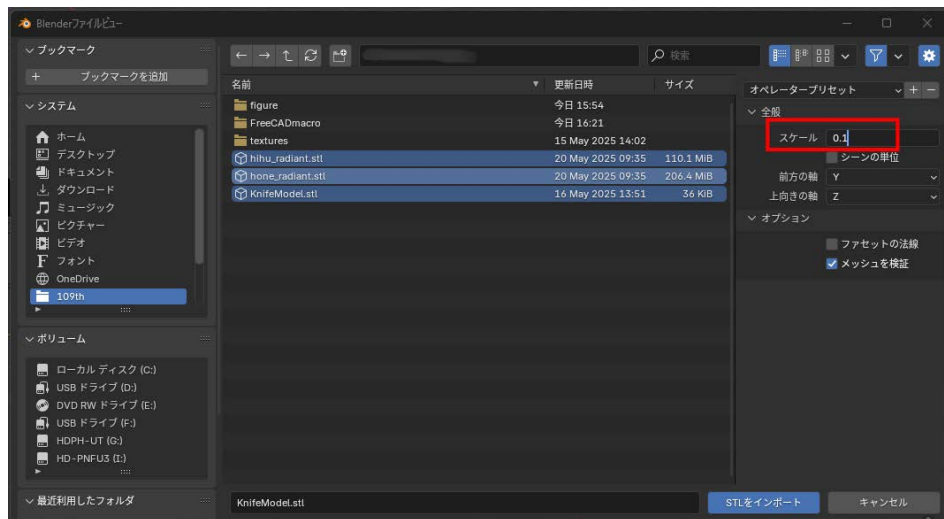 Blenderファイルビュー
ブックマーク
+ ブックマークを追加
システム
ホーム
デスクトップ
ドキュメント
ダウンロード
ミュージック
ピクチャー
ビデオ
フォント
OneDrive
109th
ボリューム
ローカル ディスク (C:)
USB ドライブ (D:)
DVD RW ドライブ (E:)
USB ドライブ (F:)
HDPH-UT (G:)
HD-PNFU3 (I:)
最近利用したフォルダ
検索
名前 更新日時 サイズ
figure 今日 15:54
FreeCADmacro 今日 16:21
textures 15 May 2025 14:02
hihu_radiant.stl 20 May 2025 09:35 110.1 MiB
hone_radiant.stl 20 May 2025 09:35 206.4 MiB
KnifeModel.stl 16 May 2025 13:51 36 KiB
オペレータープリセット
全般
スケール 0.1
シーンの単位
前方の軸 Y
上向きの軸 Z
オプション
ファセットの法線
メッシュを検証
KnifeModel.stl
STLをインポート
キャンセル